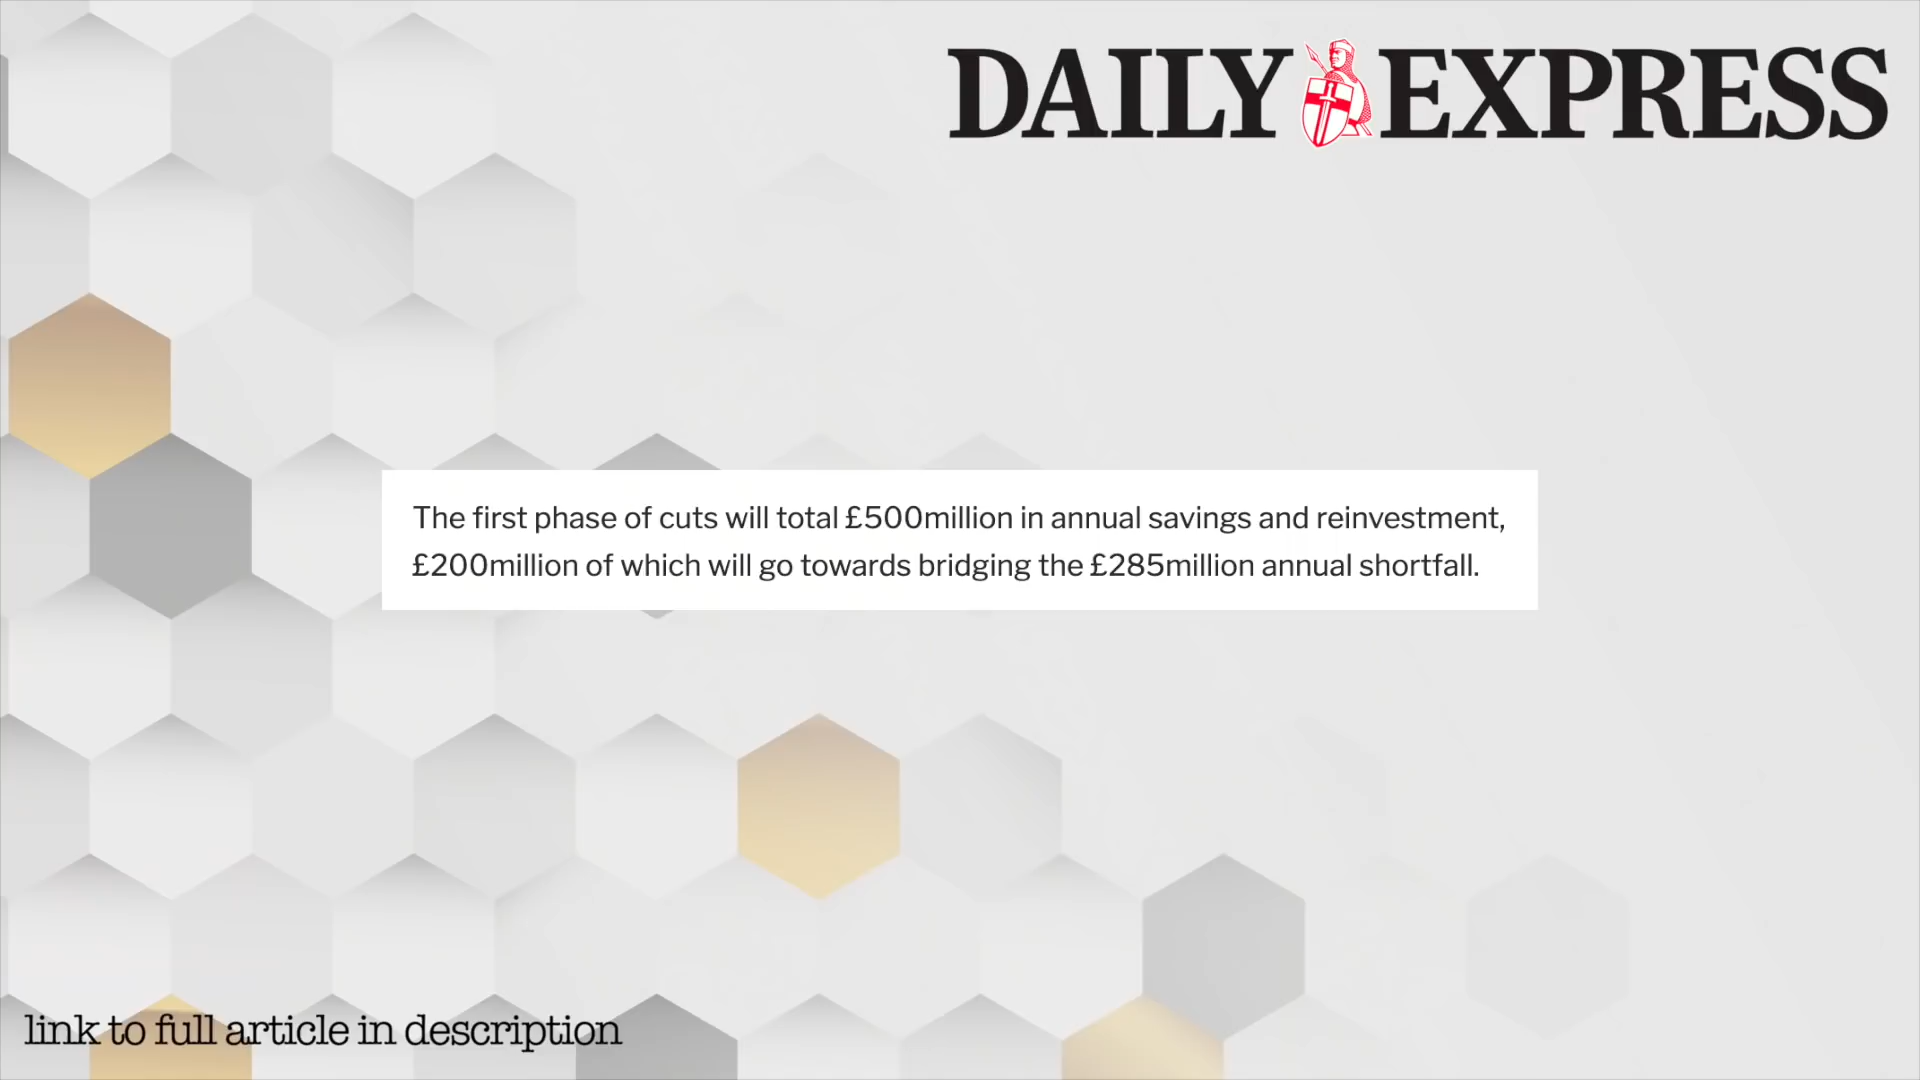 DAILY EXPRESS
The first phase of cuts will total £500million in annual savings and reinvestment,
£200million of which will go towards bridging the £285million annual shortfall.
link to full article in description